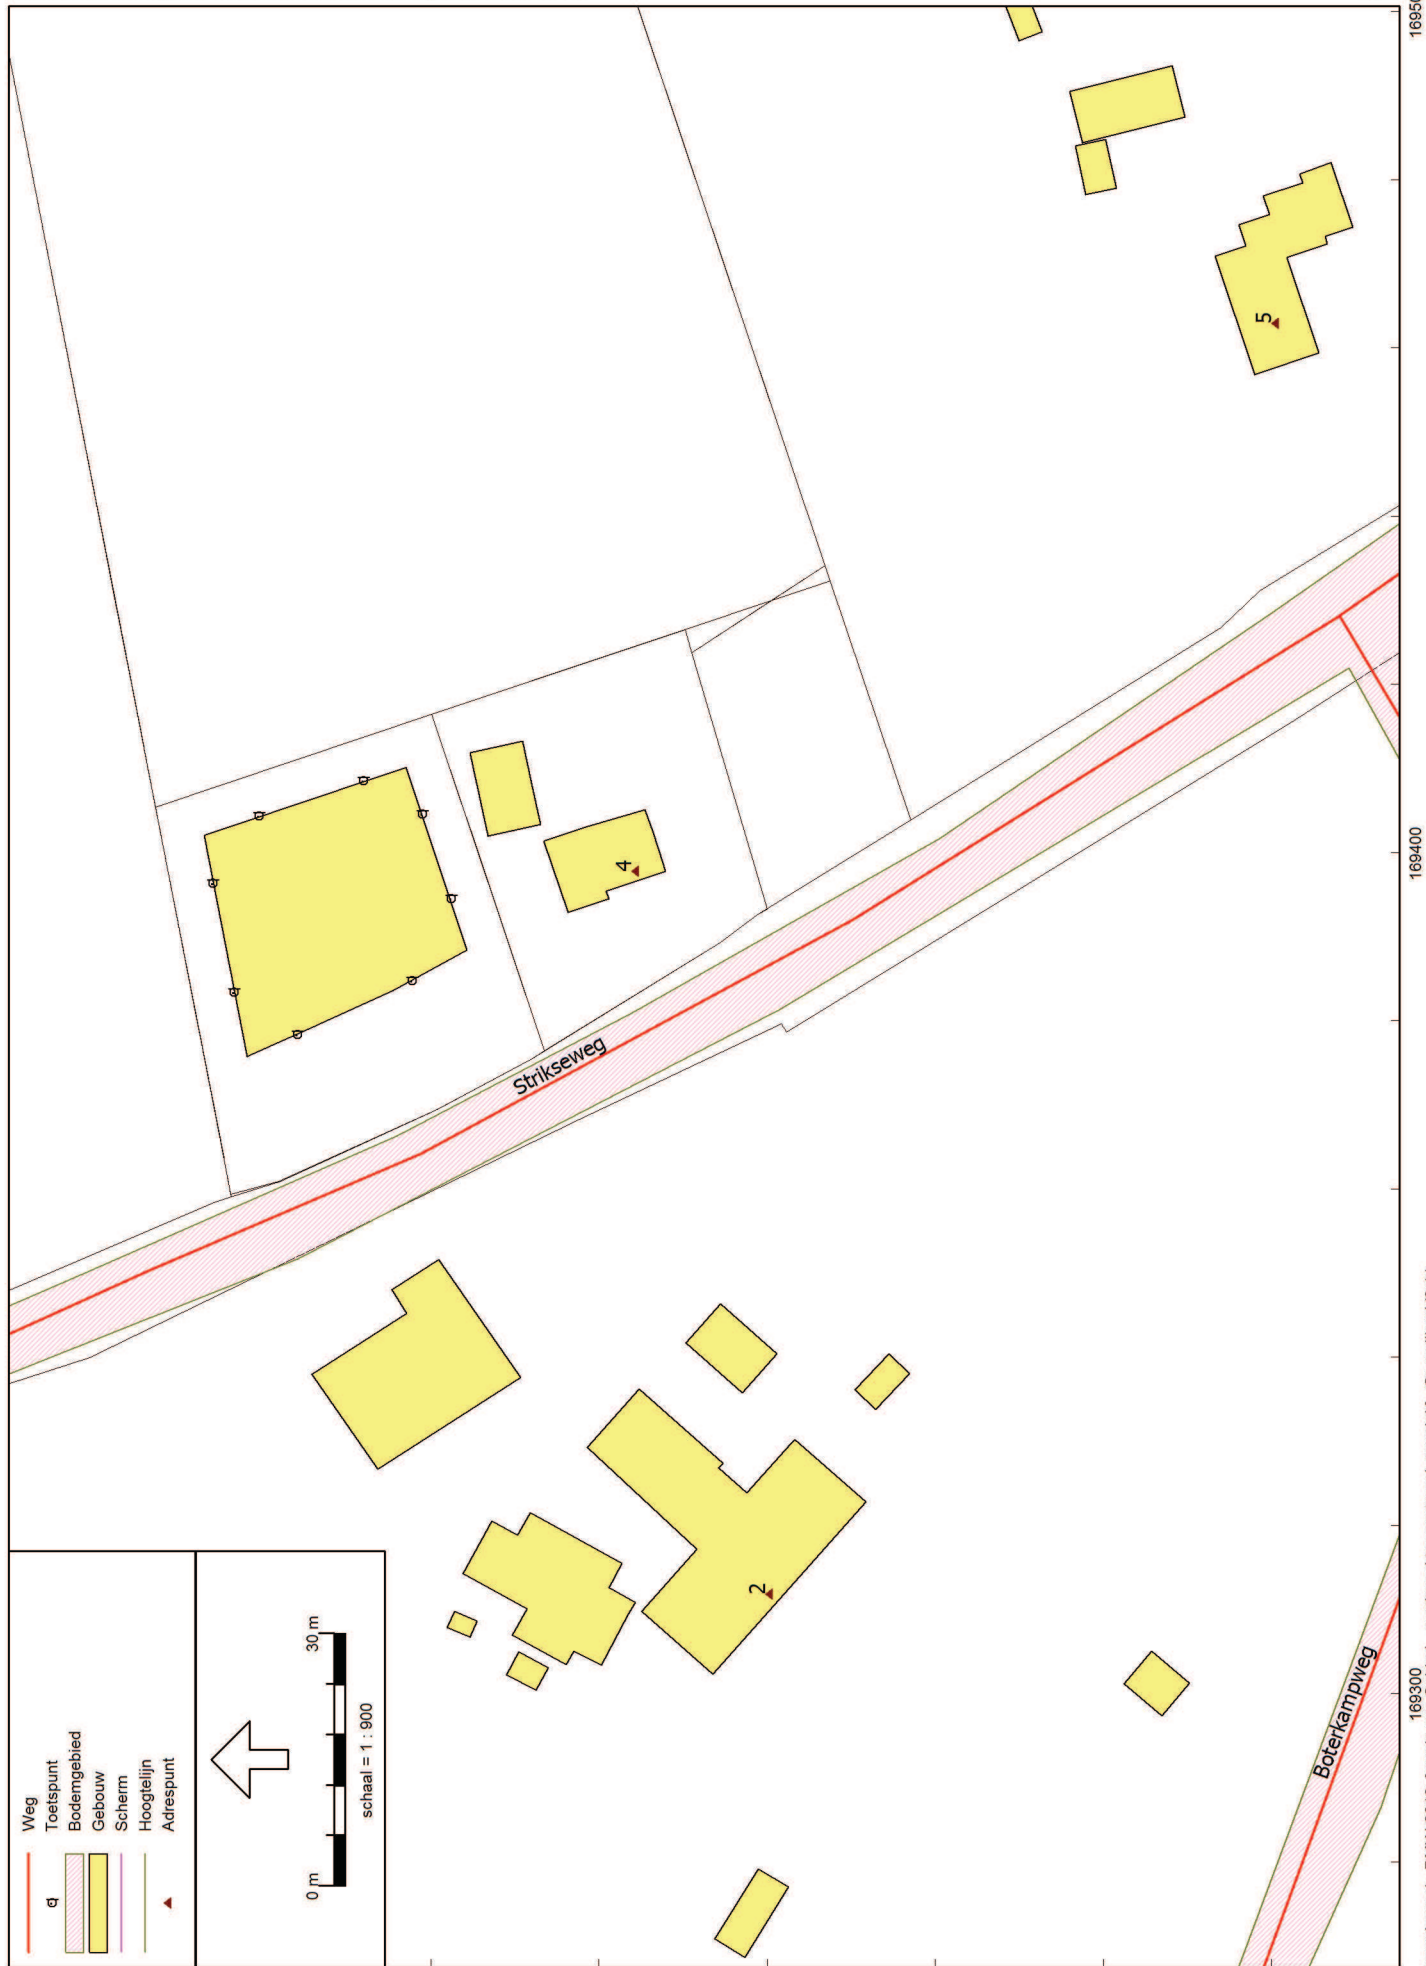 Weg
Toetspunt
Bodemgebied
Gebouw
Scherm
Hoogtelijn
Adrespunt
0 m
30 m
schaal = 1 : 900
Strikseweg
Boterkampweg
2
4
5
169300
169400